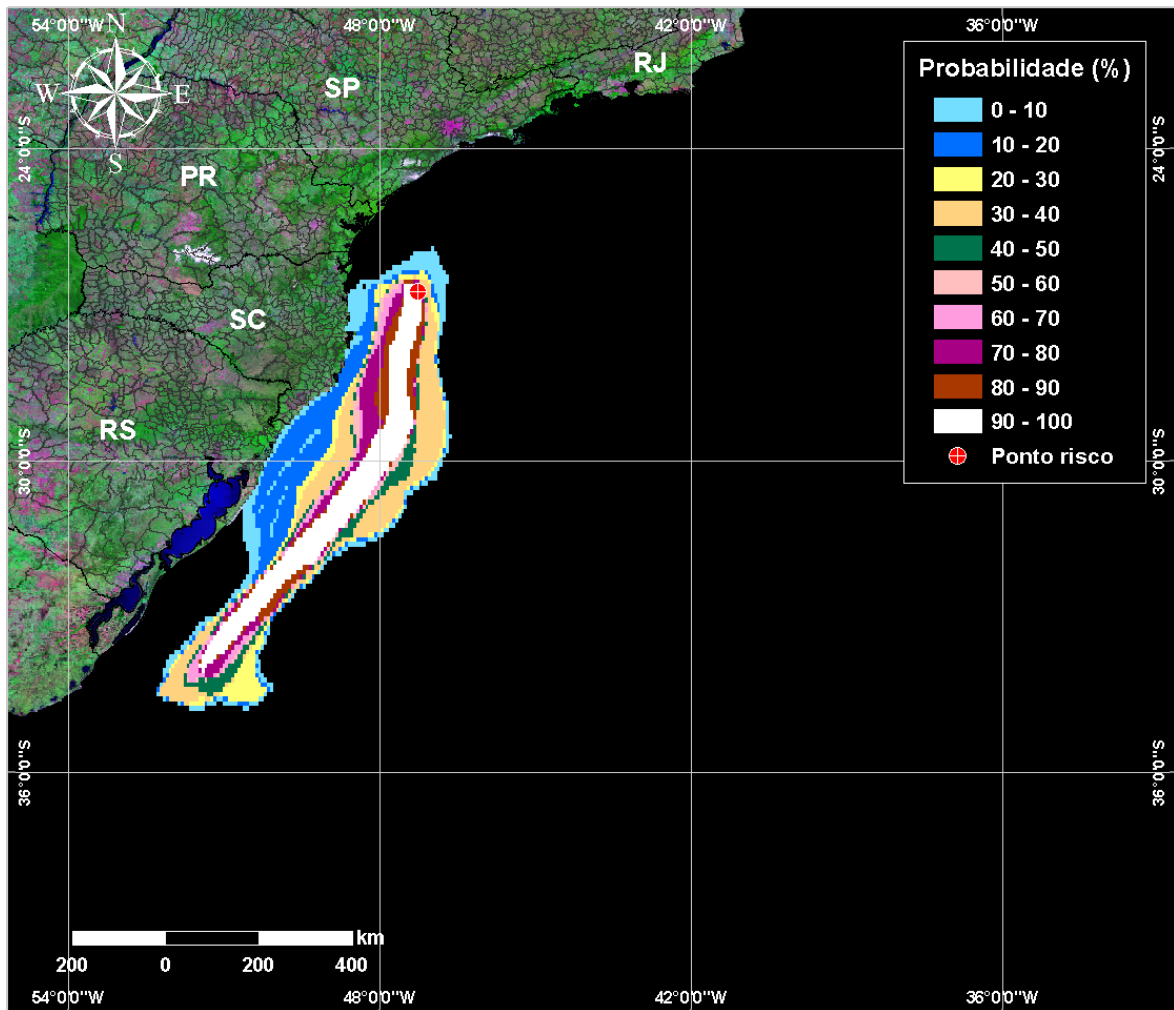 54°0'0"W 48°0'0"W 42°0'0"W 36°0'0"W
N
W E
S
RJ
SP
PR
SC
RS
24°0'0"S 24°0'0"S
30°0'0"S 30°0'0"S
36°0'0"S 36°0'0"S
Probabilidade (%)
0 - 10
10 - 20
20 - 30
30 - 40
40 - 50
50 - 60
60 - 70
70 - 80
80 - 90
90 - 100
Ponto risco
km
200 0 200 400
54°0'0"W 48°0'0"W 42°0'0"W 36°0'0"W